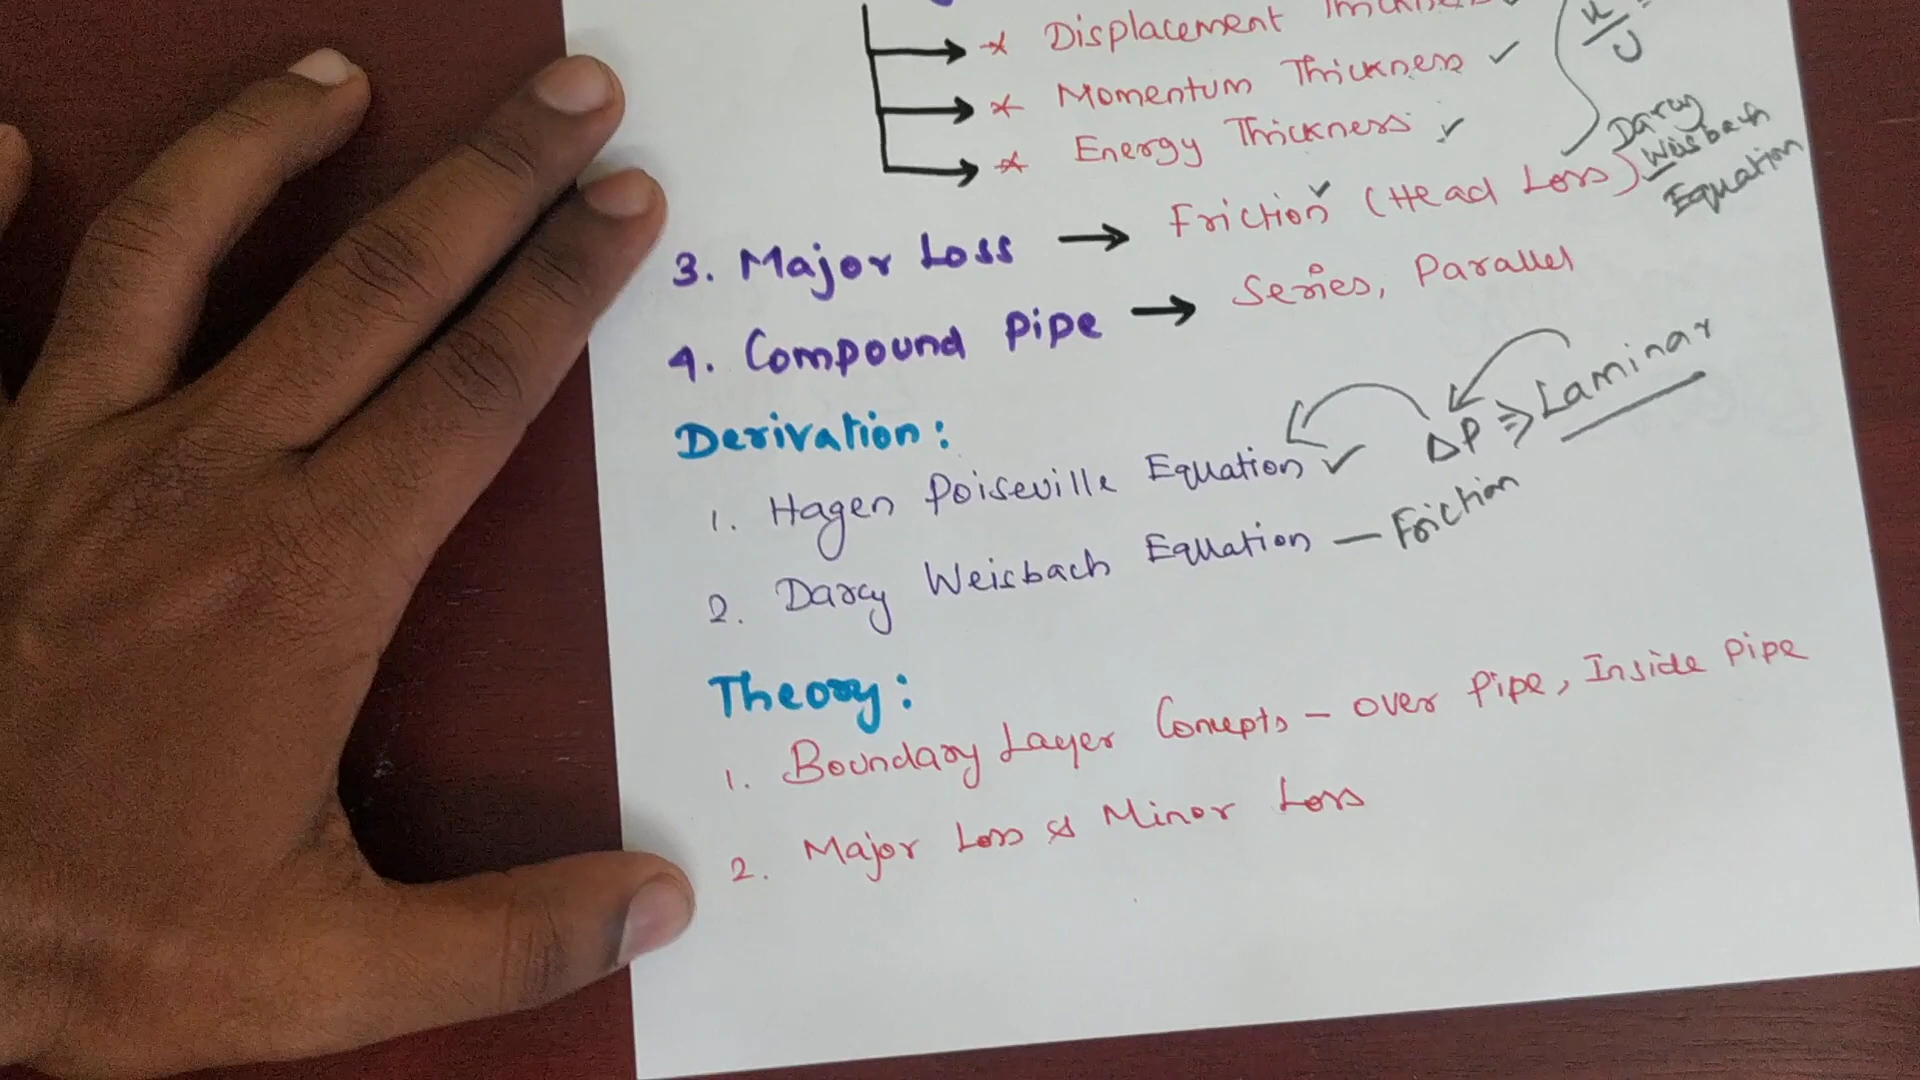 * Displacement
* Momentum Thickness ✓
* Energy Thickness ✓
u/U
3. Major Loss → Friction ✓ (Head Loss)
Darcy
Wisbach
Equation
4. Compound Pipe → Series, Parallel
Derivation:
1. Hagen Poiseville Equation ✓ ΔP ⇒ Laminar
2. Darcy Weisbach Equation — Friction
Theory:
1. Boundary Layer Concepts - over Pipe, Inside Pipe
2. Major Loss & Minor Loss